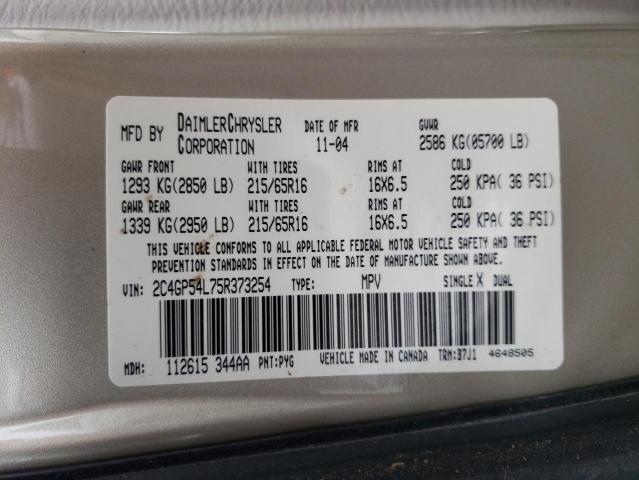 MFD BY DAIMLERCHRYSLER CORPORATION DATE OF MFR 11-04 GVWR 2586 KG(05700 LB)
GAWR FRONT WITH TIRES RIMS AT COLD
1293 KG(2850 LB) 215/65R16 16X6.5 250 KPA( 36 PSI)
GAWR REAR WITH TIRES RIMS AT COLD
1339 KG(2950 LB) 215/65R16 16X6.5 250 KPA( 36 PSI)
THIS VEHICLE CONFORMS TO ALL APPLICABLE FEDERAL MOTOR VEHICLE SAFETY AND THEFT
PREVENTION STANDARDS IN EFFECT ON THE DATE OF MANUFACTURE SHOWN ABOVE.
VIN: 2C4GP54L75R373254 TYPE: MPV SINGLE X DUAL
MDH: 112615 344AA PNT:PYG VEHICLE MADE IN CANADA TRM:B7J1 4648505